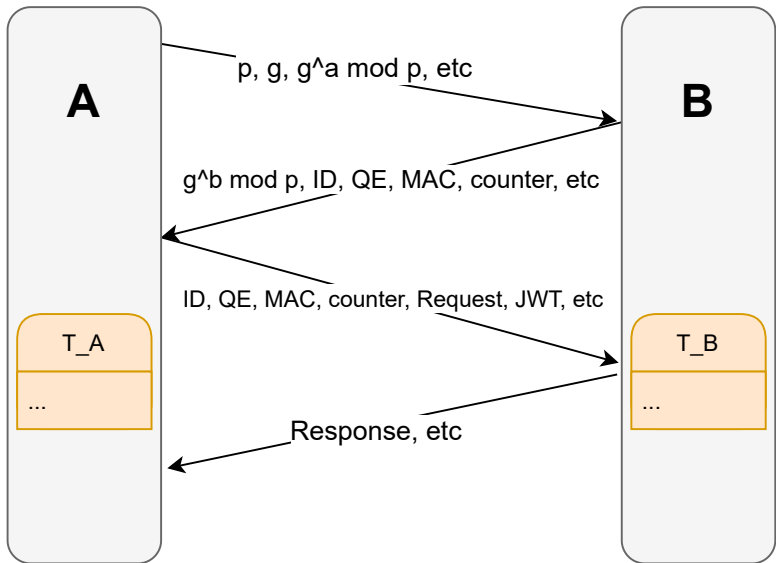 A
B
p, g, g^a mod p, etc
g^b mod p, ID, QE, MAC, counter, etc
ID, QE, MAC, counter, Request, JWT, etc
T_A
...
T_B
...
Response, etc